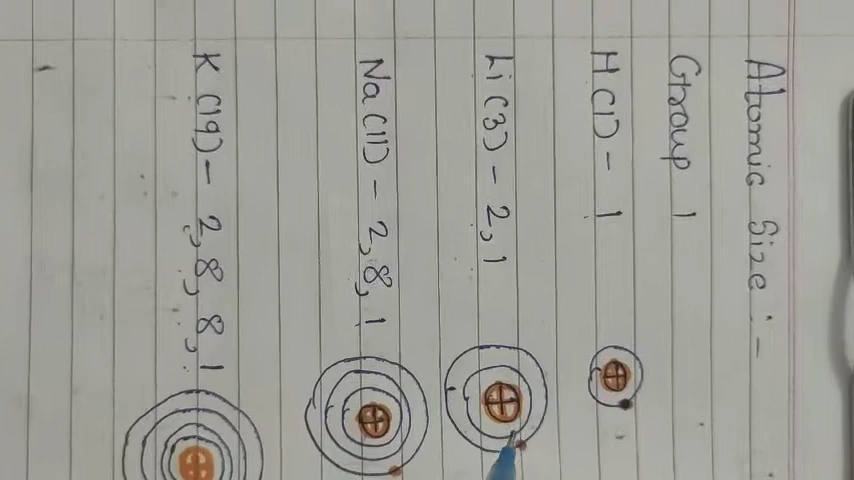 Atomic Size :-
Group 1
H(1) - 1
Li(3) - 2,1
Na(11) - 2,8,1
K(19) - 2,8,8,1